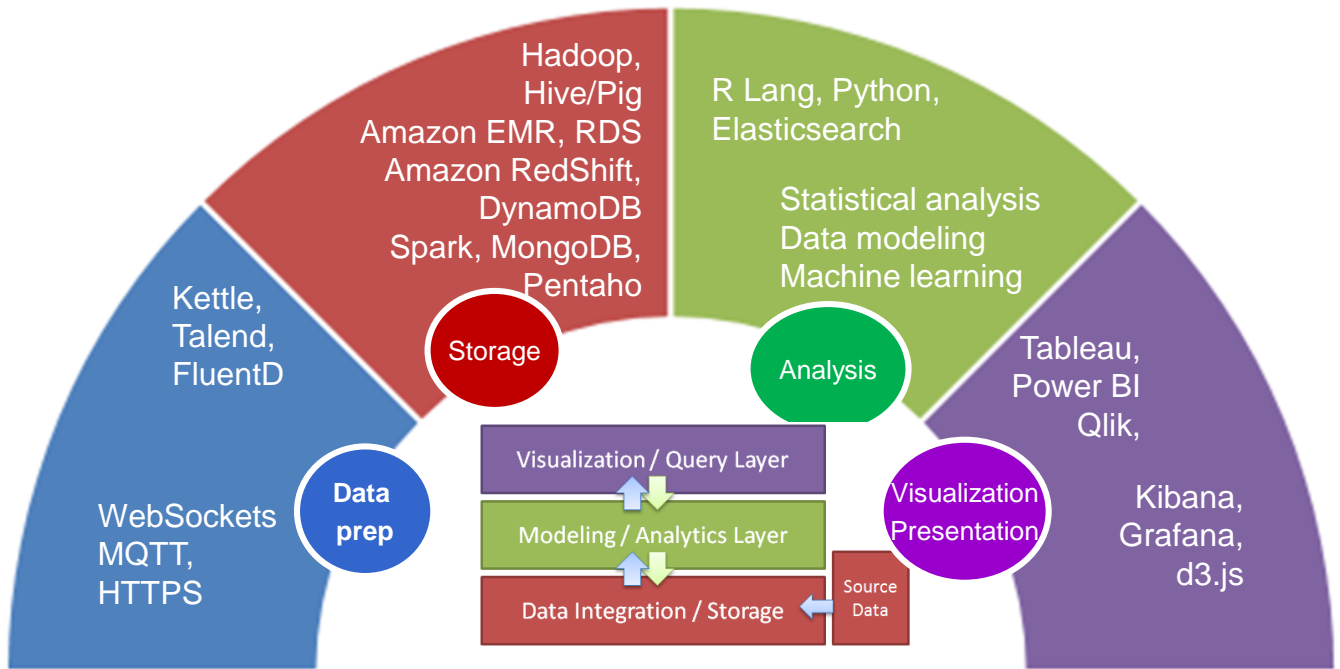 Hadoop,
Hive/Pig
Amazon EMR, RDS
Amazon RedShift,
DynamoDB
Spark, MongoDB,
Pentaho
R Lang, Python,
Elasticsearch
Statistical analysis
Data modeling
Machine learning
Kettle,
Talend,
FluentD
WebSockets
MQTT,
HTTPS
Tableau,
Power BI
Qlik,
Kibana,
Grafana,
d3.js
Data
prep
Storage
Analysis
Visualization
Presentation
Visualization / Query Layer
Modeling / Analytics Layer
Data Integration / Storage
Source
Data